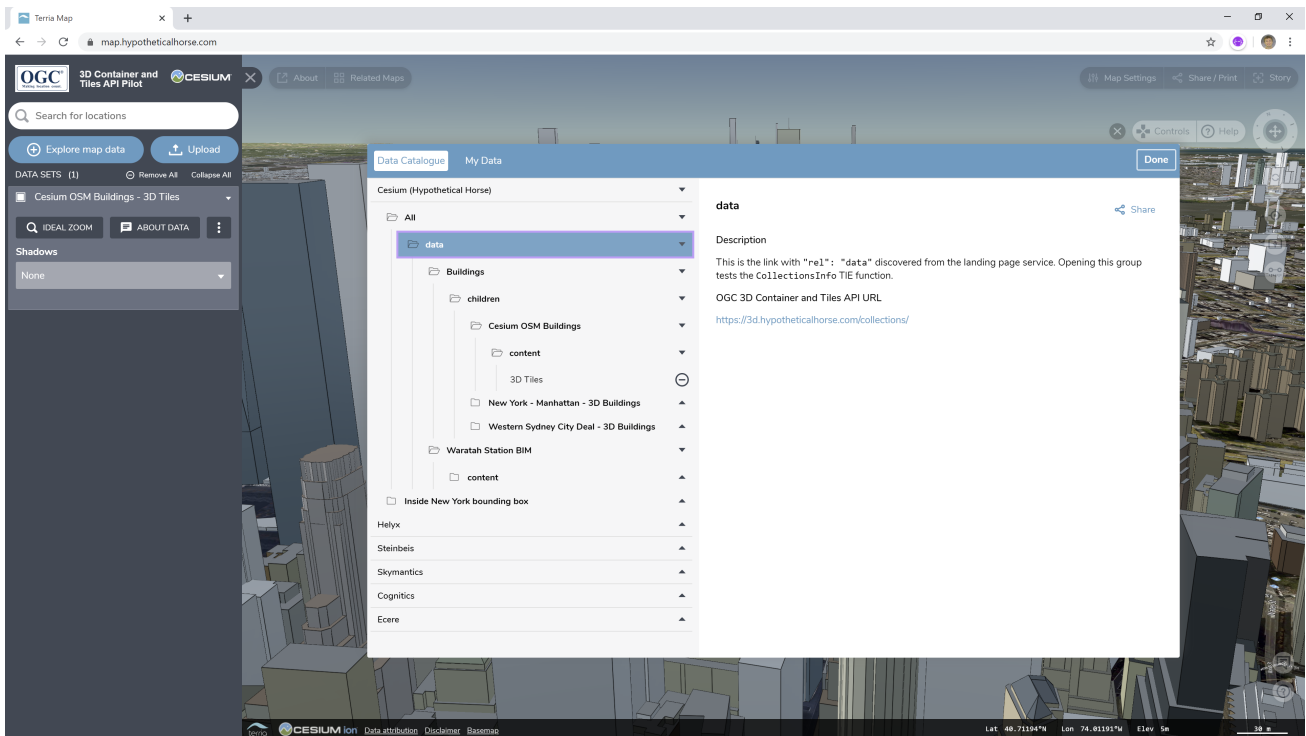 Terria Map
map.hypotheticalhorse.com
OGC®
Making location count.
3D Container and
Tiles API Pilot
CESIUM
About
Related Maps
Map Settings
Share / Print
Story
Search for locations
Explore map data
Upload
Controls
Help
DATA SETS (1)
Remove All
Collapse All
Cesium OSM Buildings - 3D Tiles
IDEAL ZOOM
ABOUT DATA
Shadows
None
Data Catalogue
My Data
Done
Cesium (Hypothetical Horse)
All
data
Buildings
children
Cesium OSM Buildings
content
3D Tiles
New York - Manhattan - 3D Buildings
Western Sydney City Deal - 3D Buildings
Waratah Station BIM
content
Inside New York bounding box
Helyx
Steinbeis
Skymantics
Cognitics
Ecere
data
Share
Description
This is the link with "rel": "data" discovered from the landing page service. Opening this group
tests the CollectionsInfo TIE function.
OGC 3D Container and Tiles API URL
https://3d.hypotheticalhorse.com/collections/
terria
CESIUM ion
Data attribution
Disclaimer
Basemap
Lat 40.71194°N Lon 74.01191°W Elev 5m
30 m